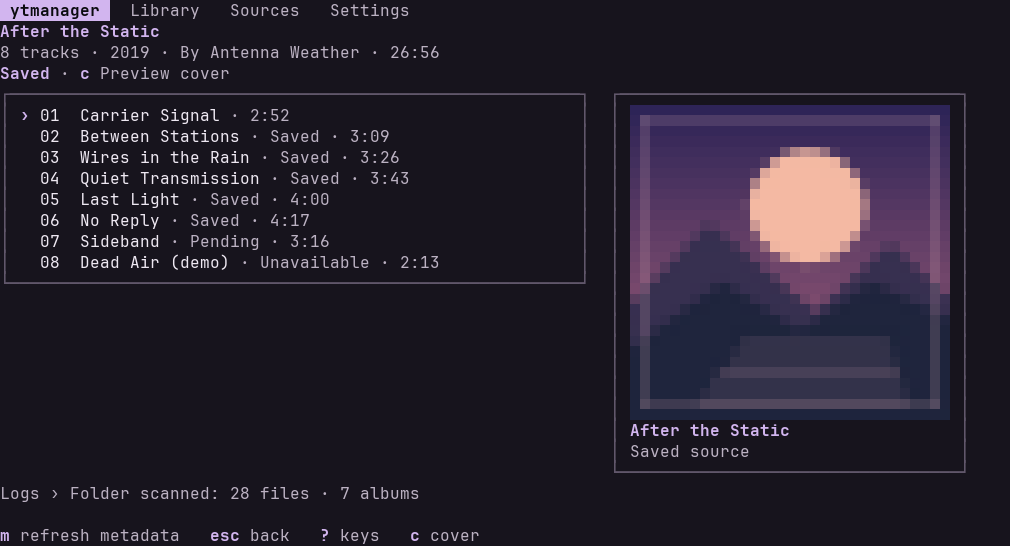 ytmanager Library Sources Settings
After the Static
8 tracks · 2019 · By Antenna Weather · 26:56
Saved · c Preview cover
› 01 Carrier Signal · 2:52
02 Between Stations · Saved · 3:09
03 Wires in the Rain · Saved · 3:26
04 Quiet Transmission · Saved · 3:43
05 Last Light · Saved · 4:00
06 No Reply · Saved · 4:17
07 Sideband · Pending · 3:16
08 Dead Air (demo) · Unavailable · 2:13
After the Static
Saved source
Logs › Folder scanned: 28 files · 7 albums
m refresh metadata esc back ? keys c cover